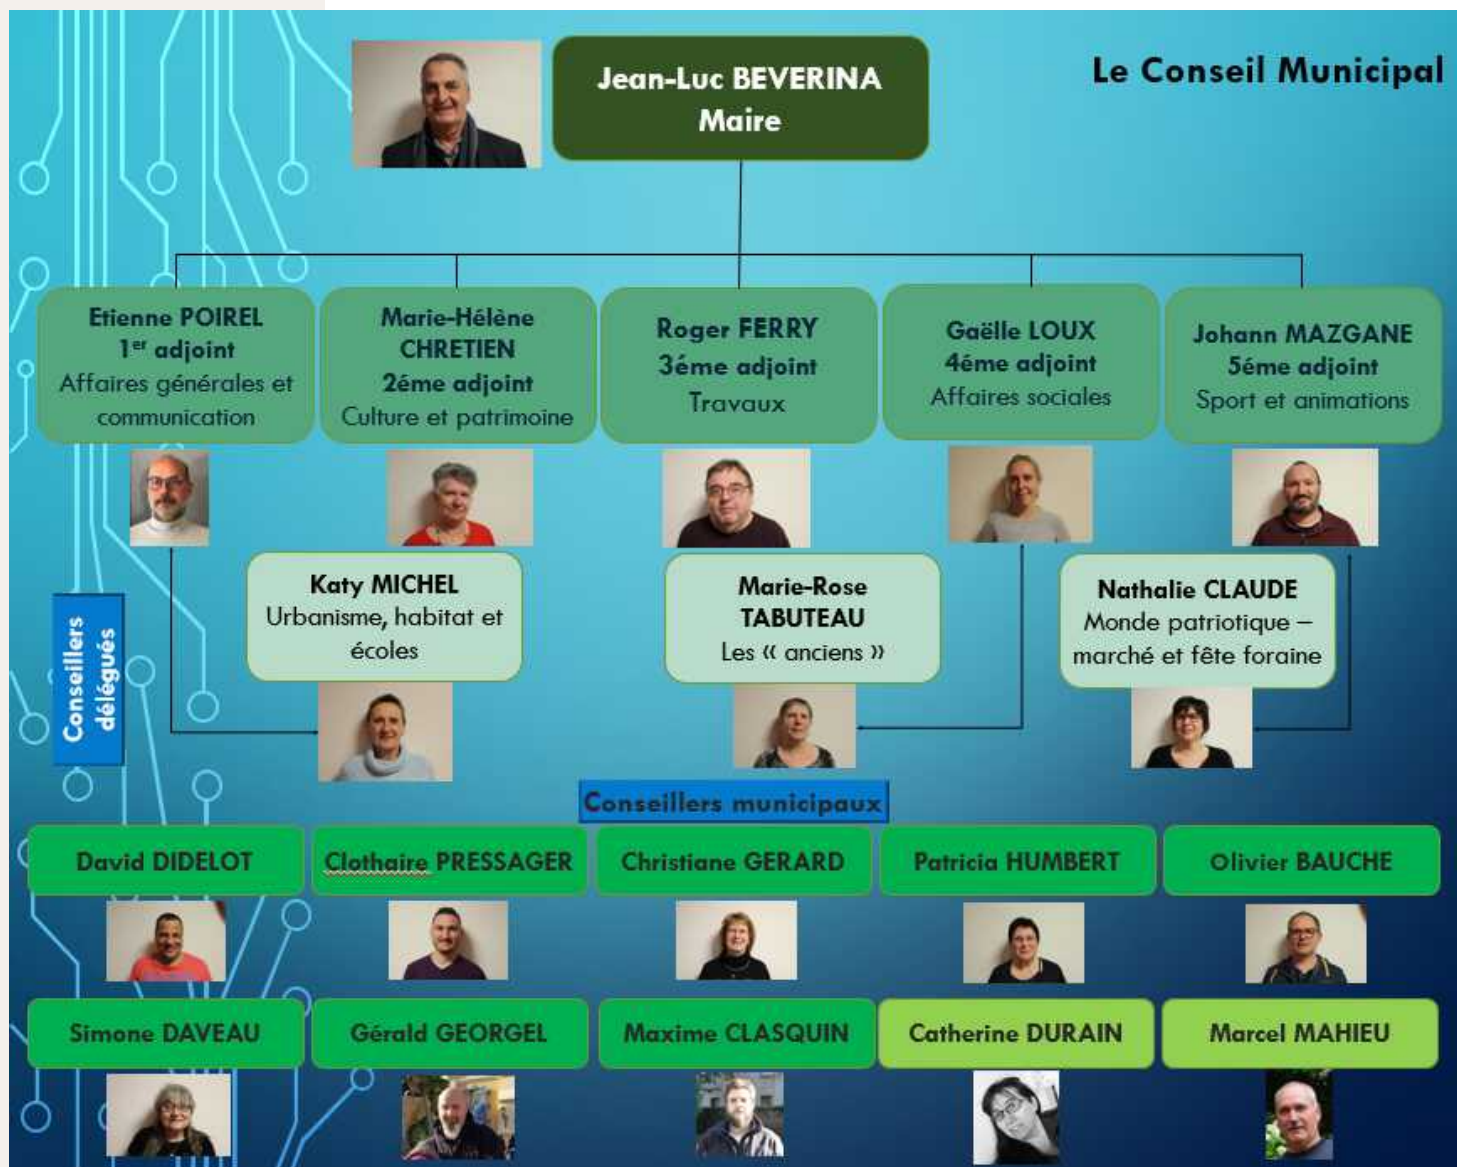 Le Conseil Municipal
Jean-Luc BEVERINA
Maire
Etienne POIREL
1er adjoint
Affaires générales et
communication
Marie-Hélène
CHRETIEN
2éme adjoint
Culture et patrimoine
Roger FERRY
3éme adjoint
Travaux
Gaëlle LOUX
4éme adjoint
Affaires sociales
Johann MAZGANE
5éme adjoint
Sport et animations
Conseillers
délégués
Katy MICHEL
Urbanisme, habitat et
écoles
Marie-Rose
TABUTEAU
Les « anciens »
Nathalie CLAUDE
Monde patriotique –
marché et fête foraine
Conseillers municipaux
David DIDELOT
Clothaire PRESSAGER
Christiane GERARD
Patricia HUMBERT
Olivier BAUCHE
Simone DAVEAU
Gérald GEORGEL
Maxime CLASQUIN
Catherine DURAIN
Marcel MAHIEU